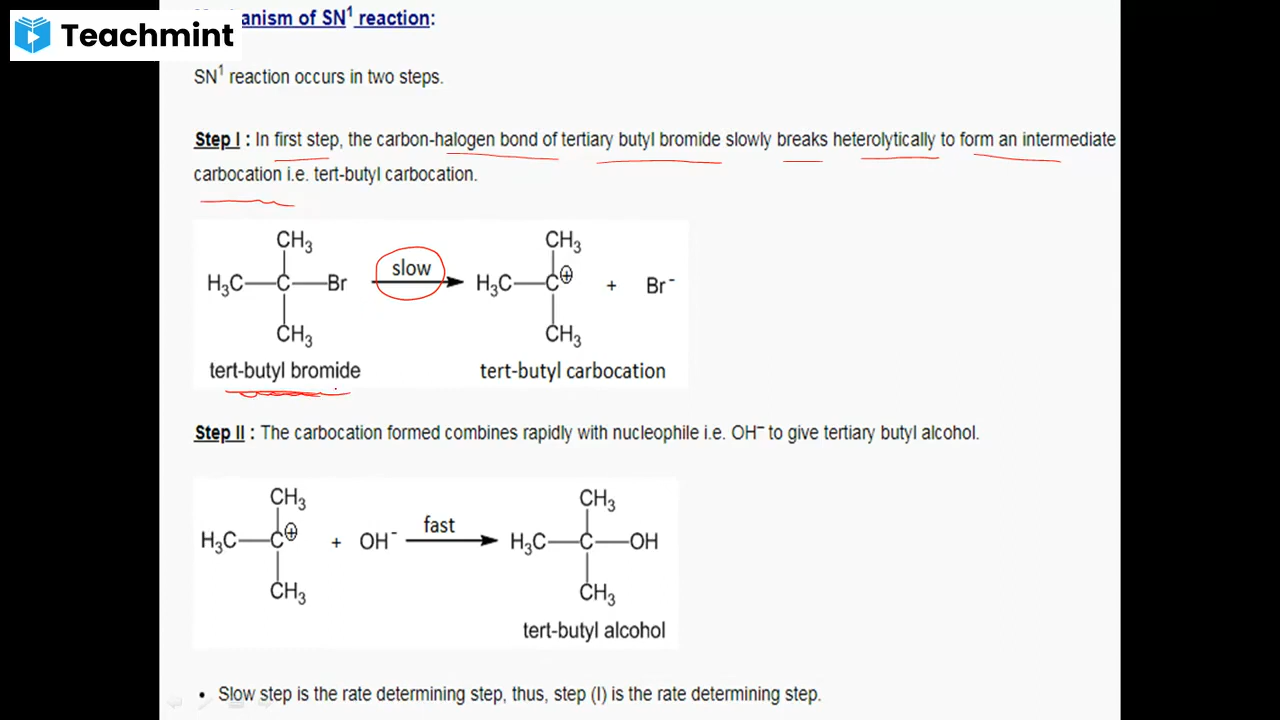 Teachmint
anism of SN¹ reaction:
SN¹ reaction occurs in two steps.
Step I : In first step, the carbon-halogen bond of tertiary butyl bromide slowly breaks heterolytically to form an intermediate
carbocation i.e. tert-butyl carbocation.
CH₃ CH₃
H₃C—C—Br slow H₃C—C⊕ + Br⁻
CH₃ CH₃
tert-butyl bromide tert-butyl carbocation
Step II : The carbocation formed combines rapidly with nucleophile i.e. OH⁻ to give tertiary butyl alcohol.
CH₃ CH₃
H₃C—C⊕ + OH⁻ fast H₃C—C—OH
CH₃ CH₃
tert-butyl alcohol
• Slow step is the rate determining step, thus, step (I) is the rate determining step.